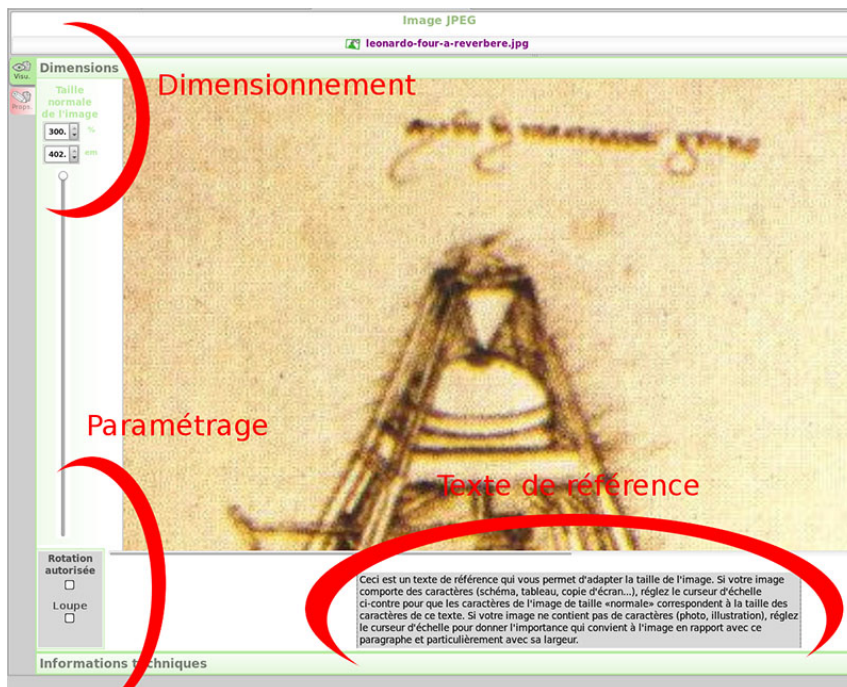 Image JPEG
leonardo-four-a-reverbere.jpg
Visu.
Props.
Dimensions
Dimensionnement
Taille
normale
de l'image
300. %
402. em
Paramétrage
Texte de référence
Rotation
autorisée
Loupe
Ceci est un texte de référence qui vous permet d'adapter la taille de l'image. Si votre image
comporte des caractères (schéma, tableau, copie d'écran...), réglez le curseur d'échelle
ci-contre pour que les caractères de l'image de taille «normale» correspondent à la taille des
caractères de ce texte. Si votre image ne contient pas de caractères (photo, illustration), réglez
le curseur d'échelle pour donner l'importance qui convient à l'image en rapport avec ce
paragraphe et particulièrement avec sa largeur.
Informations techniques